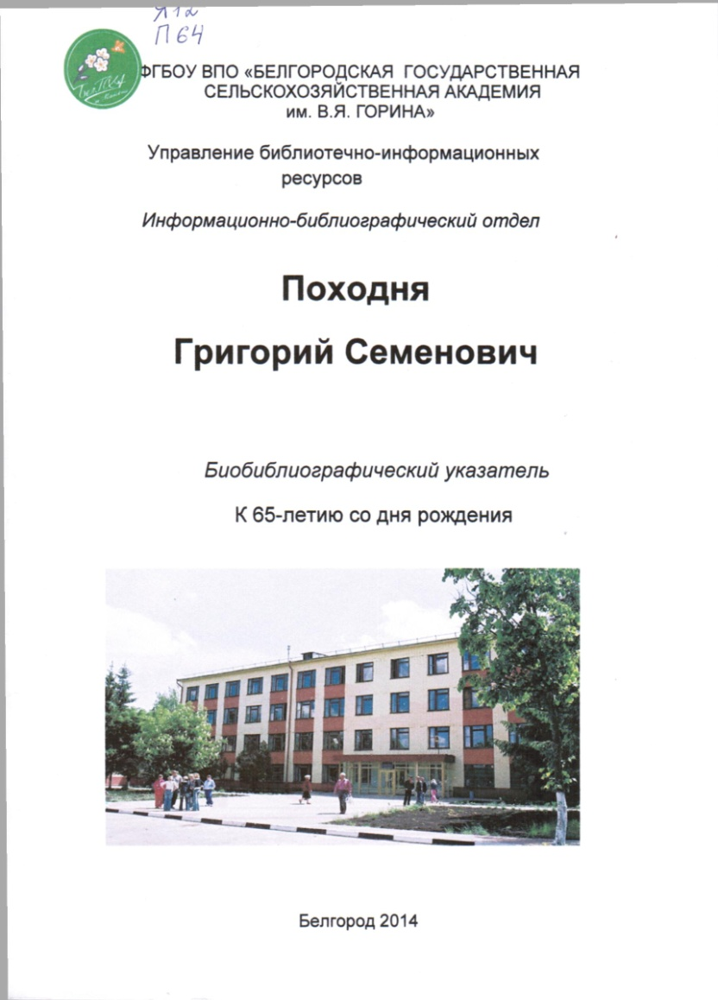 Я12
П64
ФГБОУ ВПО «БЕЛГОРОДСКАЯ ГОСУДАРСТВЕННАЯ
СЕЛЬСКОХОЗЯЙСТВЕННАЯ АКАДЕМИЯ
им. В.Я. ГОРИНА»
Управление библиотечно-информационных
ресурсов
Информационно-библиографический отдел
Походня
Григорий Семенович
Биобиблиографический указатель
К 65-летию со дня рождения
Белгород 2014